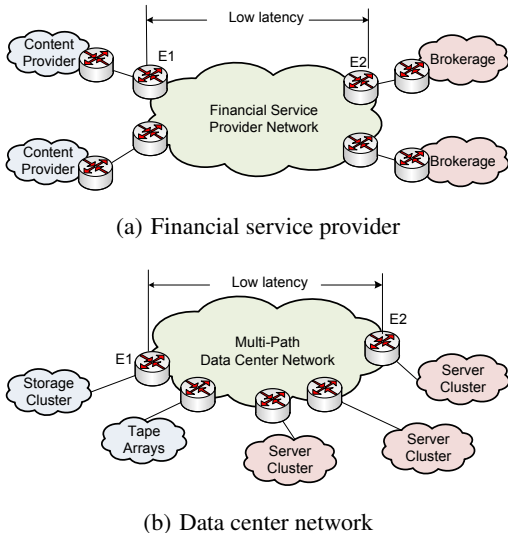 Low latency
Content
Provider
E1
E2
Brokerage
Financial Service
Provider Network
Content
Provider
Brokerage
(a) Financial service provider
Low latency
E2
Multi-Path
Data Center Network
E1
Storage
Cluster
Server
Cluster
Tape
Arrays
Server
Cluster
Server
Cluster
(b) Data center network